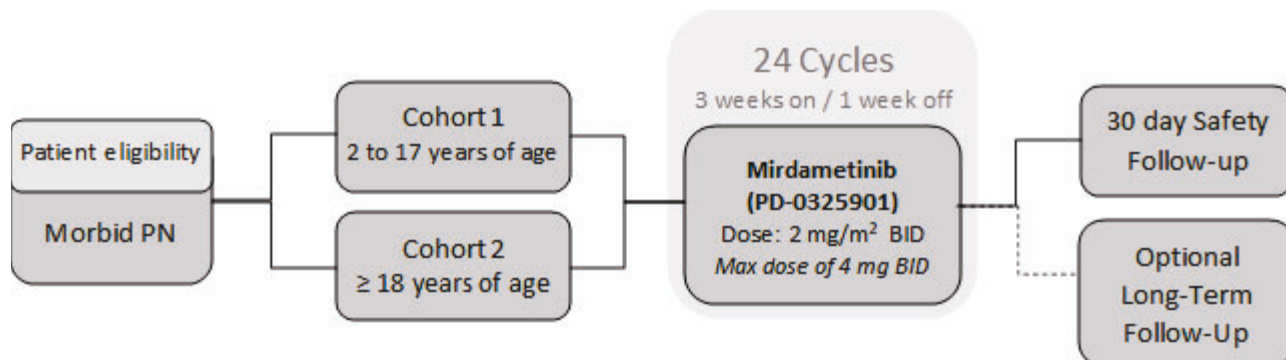 Patient eligibility
Morbid PN
Cohort 1
2 to 17 years of age
Cohort 2
≥ 18 years of age
24 Cycles
3 weeks on / 1 week off
Mirdametinib
(PD-0325901)
Dose: 2 mg/m² BID
Max dose of 4 mg BID
30 day Safety
Follow-up
Optional
Long-Term
Follow-Up